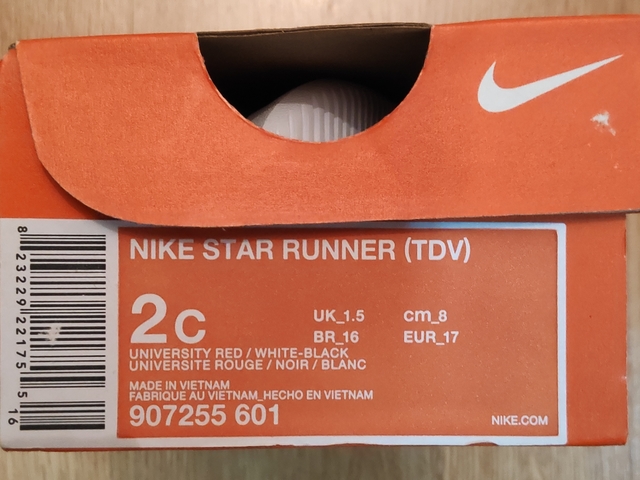 NIKE STAR RUNNER (TDV)
2C
UK_1.5 cm_8
BR_16 EUR_17
UNIVERSITY RED / WHITE-BLACK
UNIVERSITE ROUGE / NOIR / BLANC
MADE IN VIETNAM
FABRIQUE AU VIETNAM_HECHO EN VIETNAM
907255 601
NIKE.COM
8 23229 22175 5
16